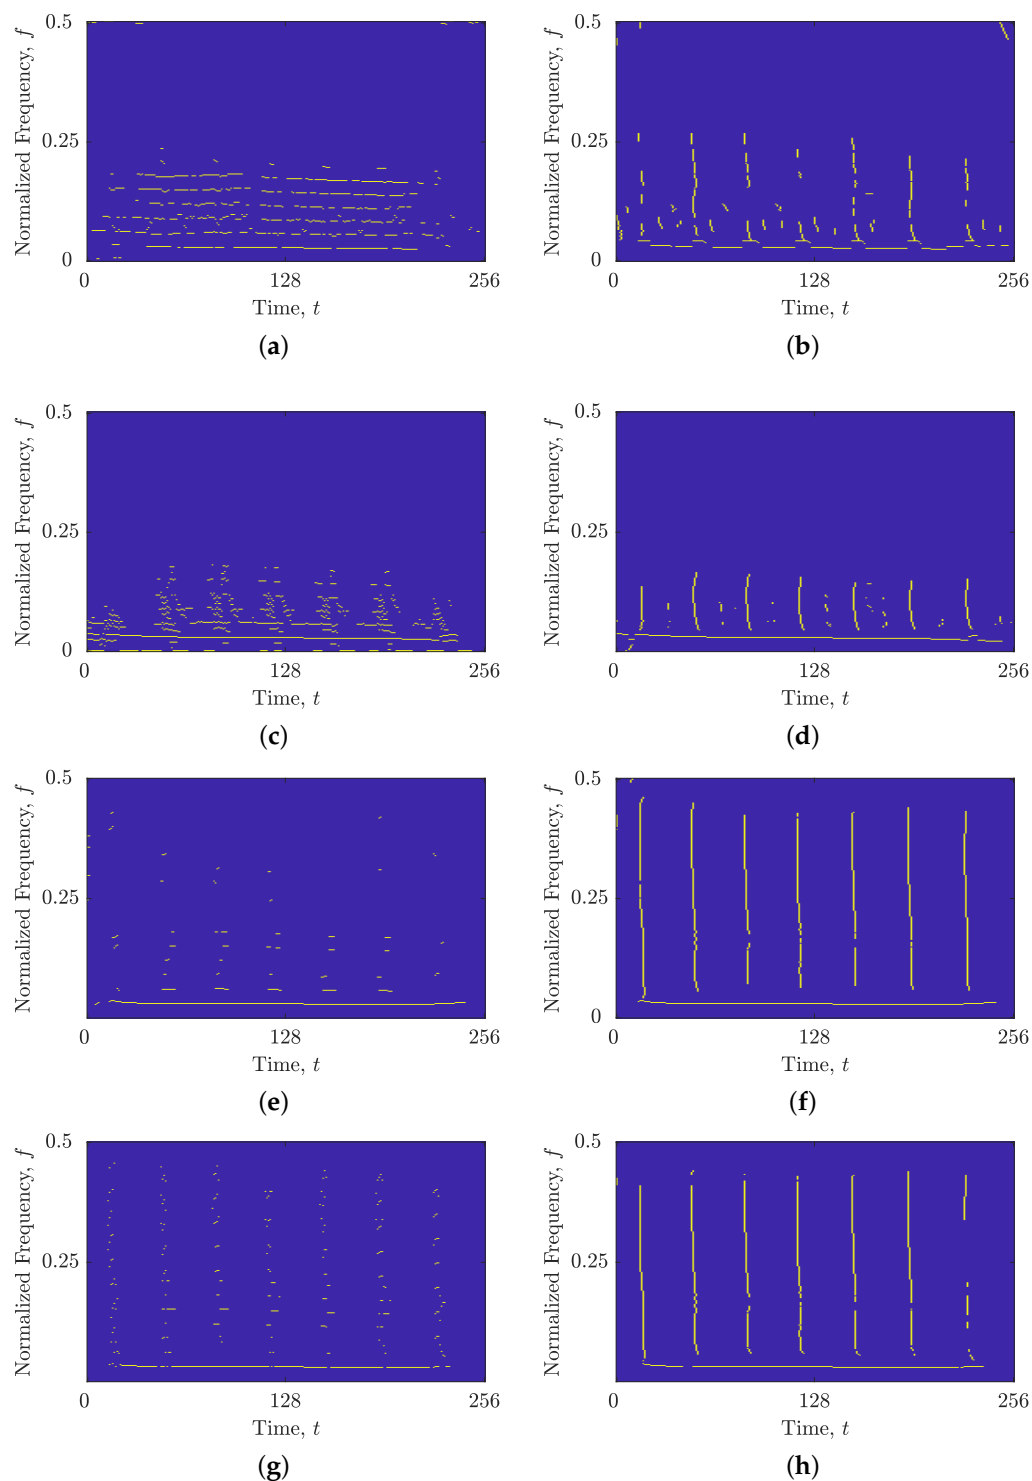 0.5
0.25
0
Normalized Frequency, f
0 128 256
Time, t
(a)
0.5
0.25
0
Normalized Frequency, f
0 128 256
Time, t
(b)
0.5
0.25
0
Normalized Frequency, f
0 128 256
Time, t
(c)
0.5
0.25
0
Normalized Frequency, f
0 128 256
Time, t
(d)
0.5
0.25
0
Normalized Frequency, f
0 128 256
Time, t
(e)
0.5
0.25
0
Normalized Frequency, f
0 128 256
Time, t
(f)
0.5
0.25
0
Normalized Frequency, f
0 128 256
Time, t
(g)
0.5
0.25
0
Normalized Frequency, f
0 128 256
Time, t
(h)